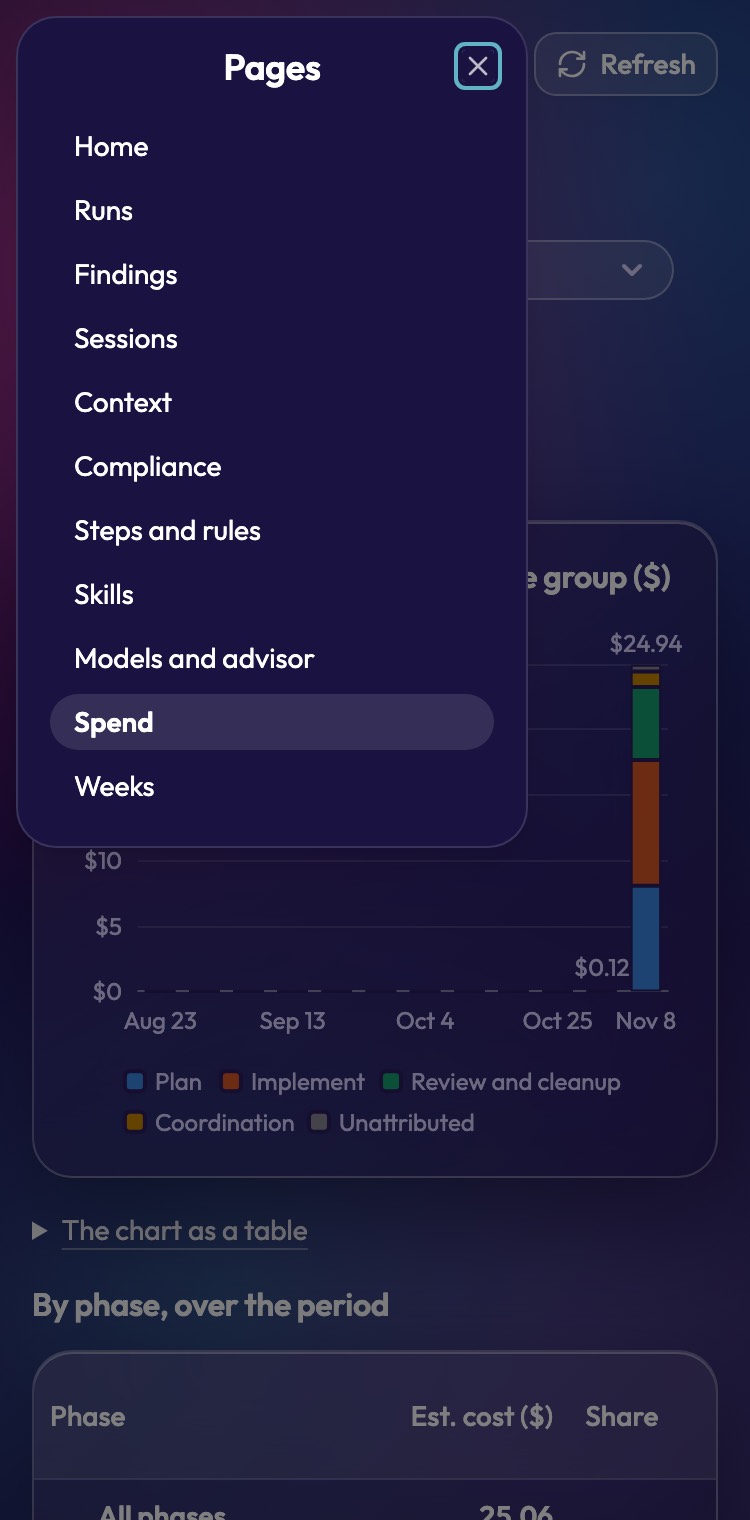 Pages
Refresh
Home
Runs
Findings
Sessions
Context
Compliance
Steps and rules
Skills
Models and advisor
Spend
Weeks
group ($)
$24.94
$10
$5
$0.12
$0
Aug 23 Sep 13 Oct 4 Oct 25 Nov 8
Plan Implement Review and cleanup
Coordination Unattributed
The chart as a table
By phase, over the period
Phase Est. cost ($) Share
All phases 25.06